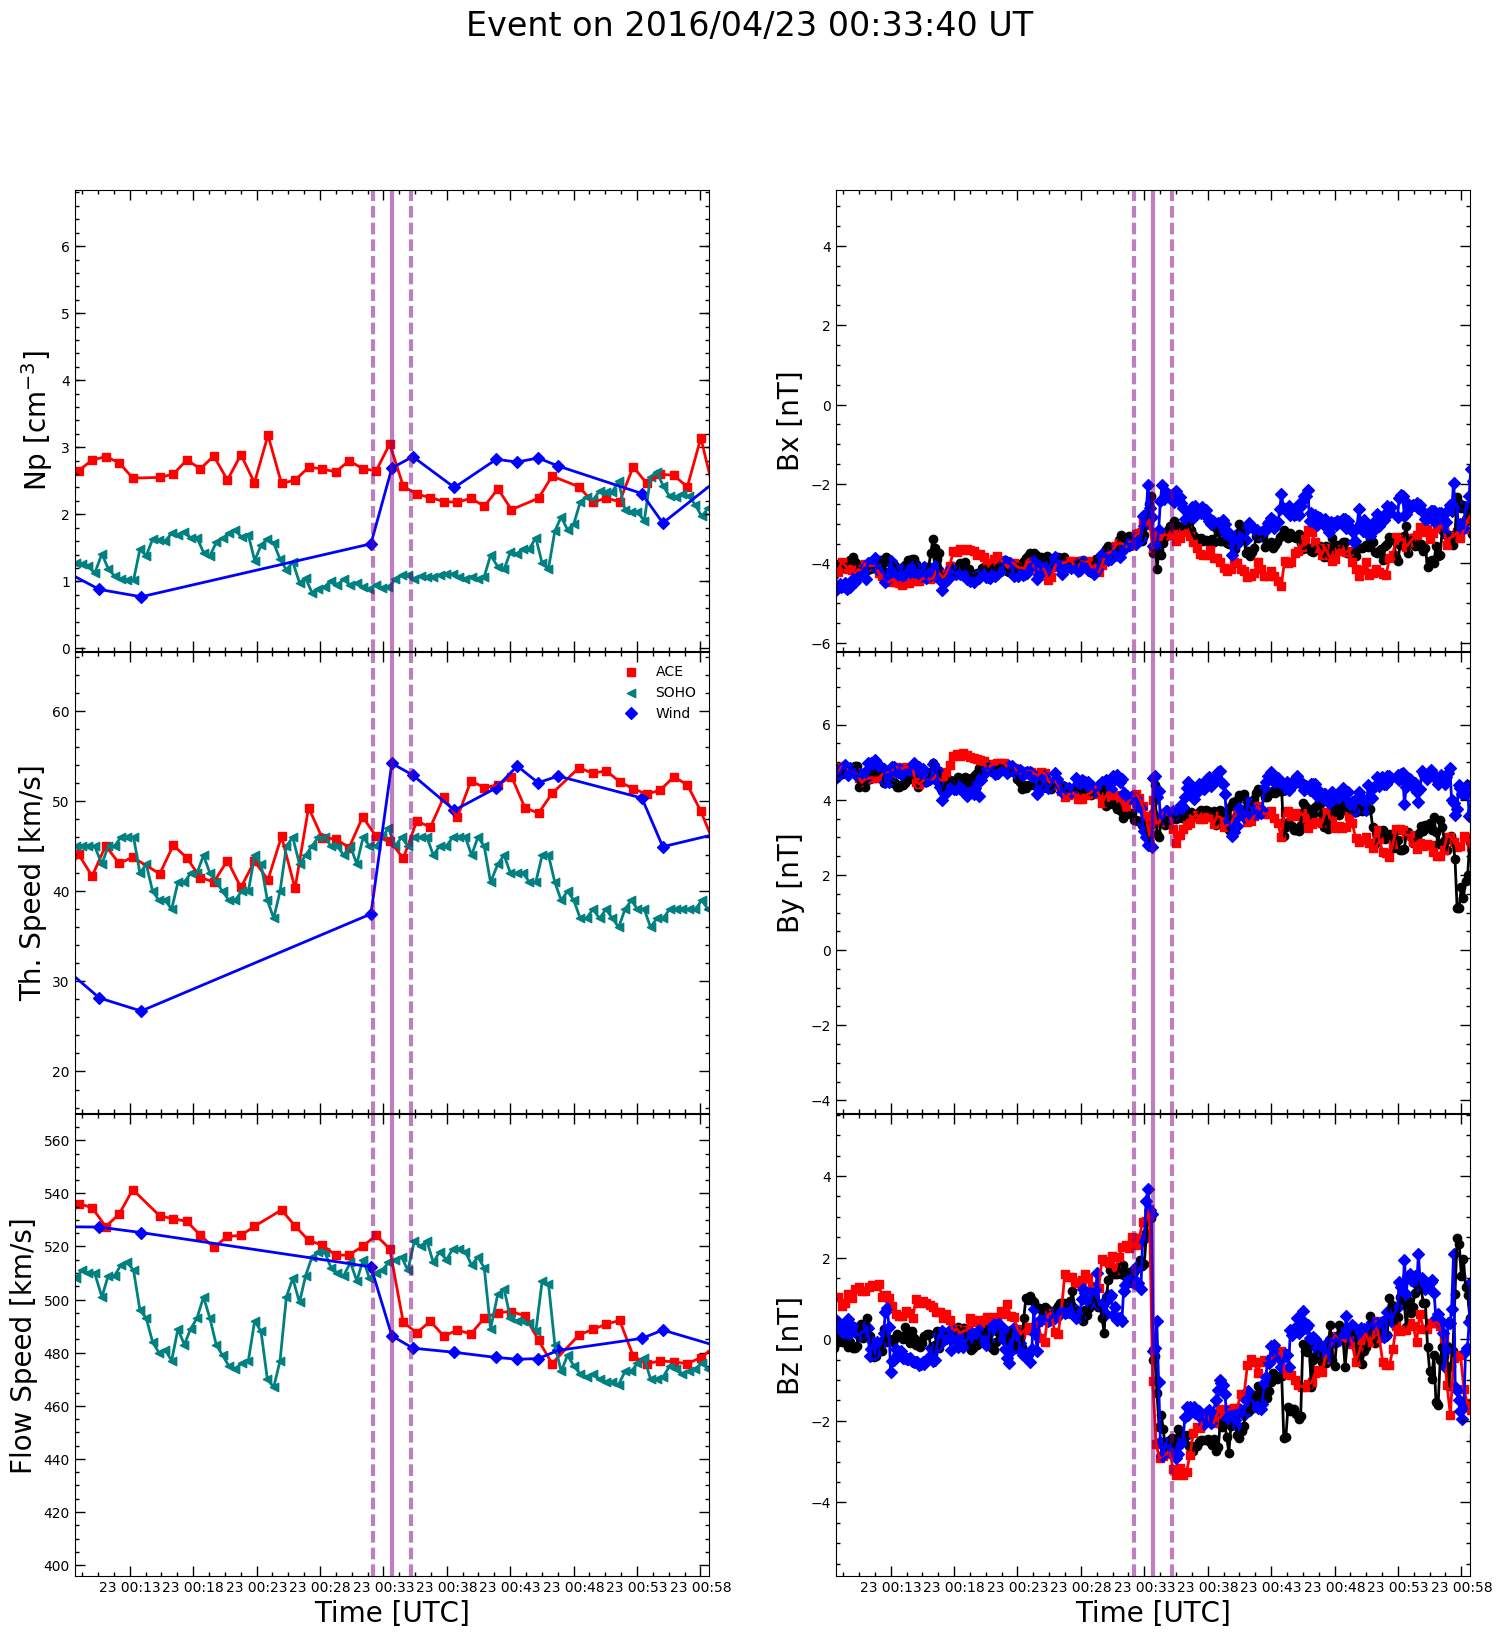 Event on 2016/04/23 00:33:40 UT
Np [cm⁻³]
6
5
4
3
2
1
0
Bx [nT]
4
2
0
−2
−4
−6
Th. Speed [km/s]
60
50
40
30
20
ACE
SOHO
Wind
By [nT]
6
4
2
0
−2
−4
Flow Speed [km/s]
560
540
520
500
480
460
440
420
400
23 00:13 23 00:18 23 00:23 23 00:28 23 00:33 23 00:38 23 00:43 23 00:48 23 00:53 23 00:58
Time [UTC]
Bz [nT]
4
2
0
−2
−4
23 00:13 23 00:18 23 00:23 23 00:28 23 00:33 23 00:38 23 00:43 23 00:48 23 00:53 23 00:58
Time [UTC]